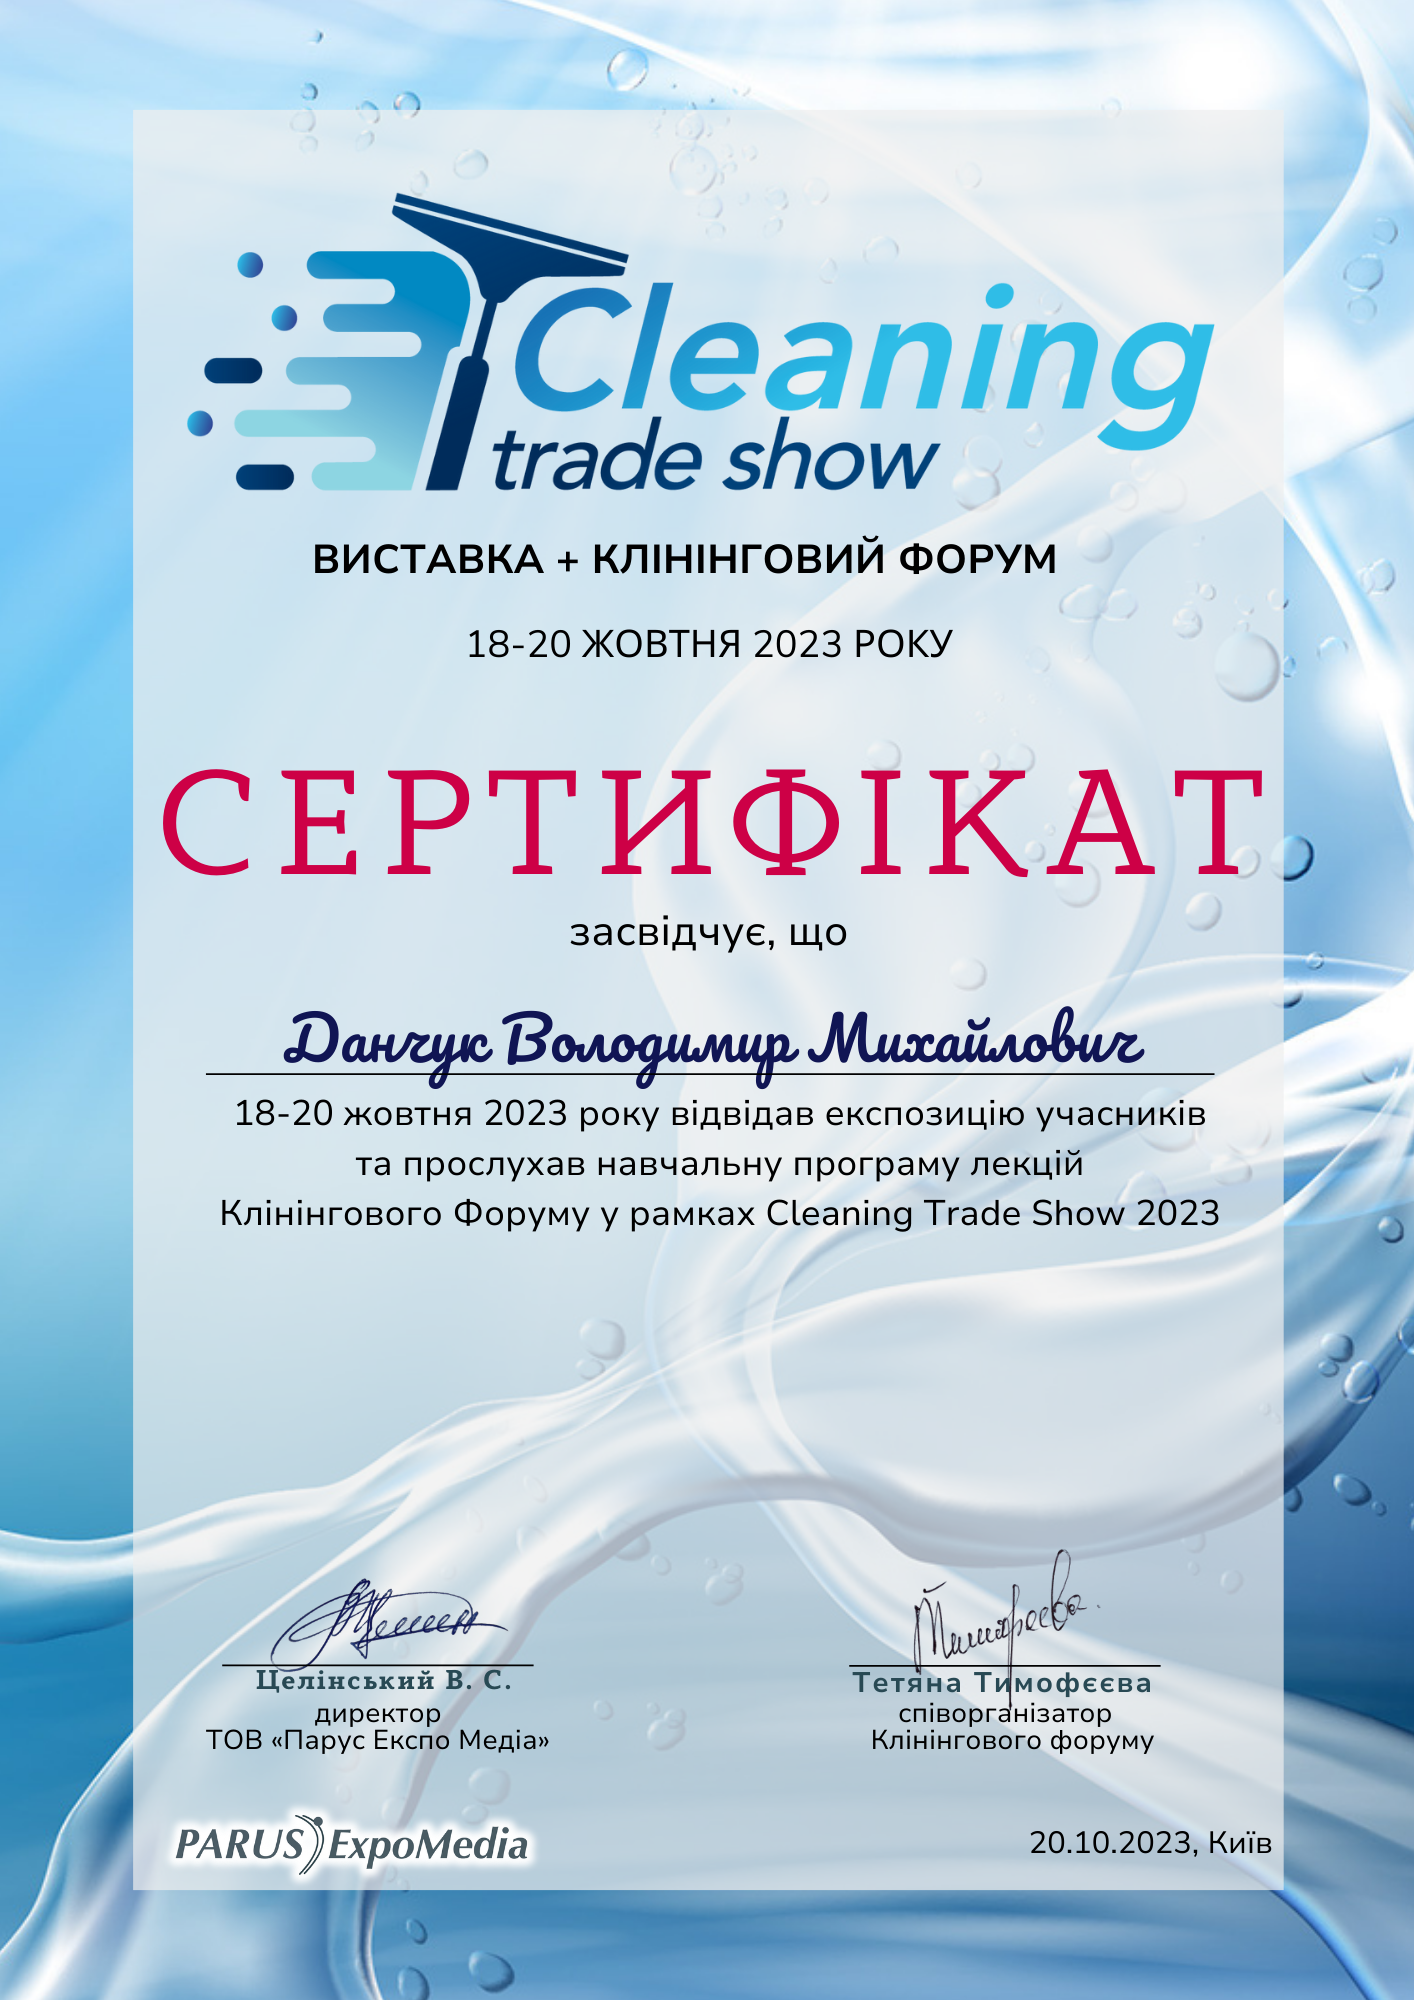 Cleaning
trade show
ВИСТАВКА + КЛІНІНГОВИЙ ФОРУМ
18-20 ЖОВТНЯ 2023 РОКУ
СЕРТИФІКАТ
засвідчує, що
Данчук Володимир Михайлович
18-20 жовтня 2023 року відвідав експозицію учасників
та прослухав навчальну програму лекцій
Клінінгового Форуму у рамках Cleaning Trade Show 2023
Целінський В. С.
директор
ТОВ «Парус Експо Медіа»
Тетяна Тимофєєва
співорганізатор
Клінінгового форуму
PARUS ExpoMedia
20.10.2023, Київ